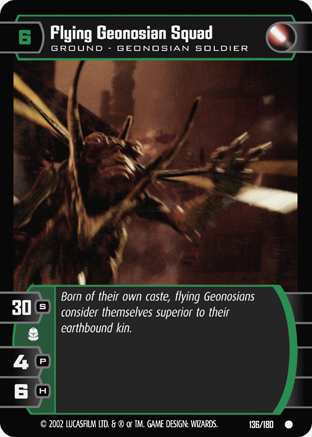 6 Flying Geonosian Squad
GROUND - GEONOSIAN SOLDIER
30 S
4 P
6 H
Born of their own caste, flying Geonosians
consider themselves superior to their
earthbound kin.
© 2002 LUCASFILM LTD. & ® or TM. GAME DESIGN: WIZARDS. 136/180